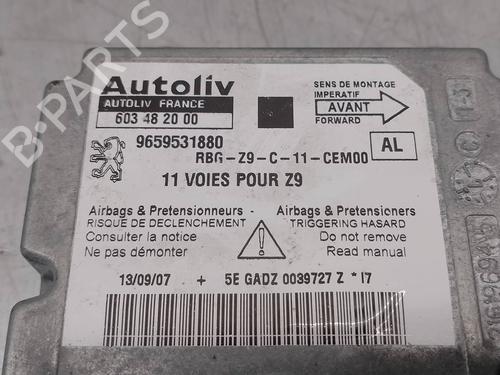 Autoliv
AUTOLIV FRANCE
603 48 20 00
SENS DE MONTAGE
IMPERATIF
AVANT
FORWARD
9659531880
AL
RBG-Z9-C-11-CEM00
11 VOIES POUR Z9
Airbags & Pretensionneurs
RISQUE DE DECLENCHEMENT
Consulter la notice
Ne pas démonter
Airbags & Pretensioners
TRIGGERING HASARD
Do not remove
Read manual
13/09/07 + 5E GADZ 0039727 Z * I7
B-PARTS